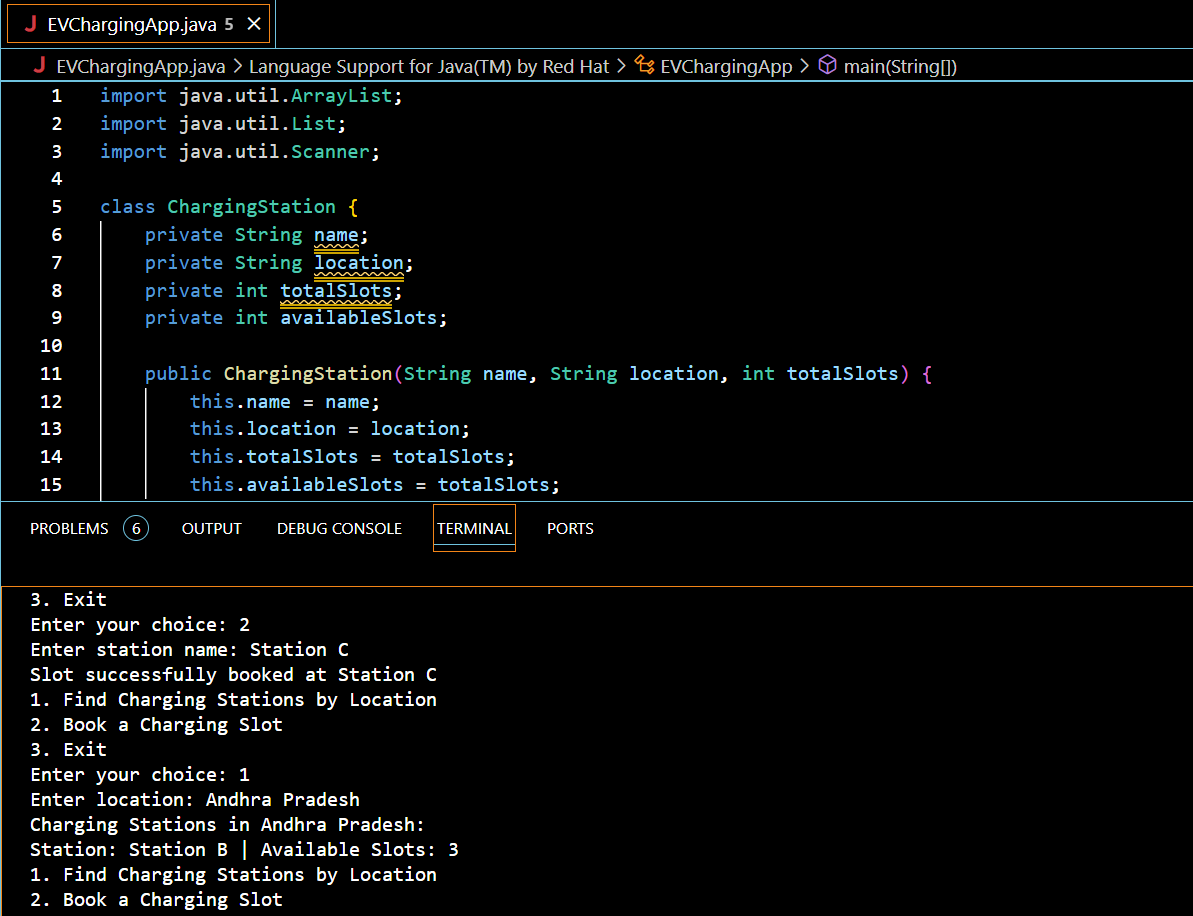 J EVChargingApp.java 5 ×
J EVChargingApp.java > Language Support for Java(TM) by Red Hat > EVChargingApp > main(String[])
1 import java.util.ArrayList;
2 import java.util.List;
3 import java.util.Scanner;
4
5 class ChargingStation {
6     private String name;
7     private String location;
8     private int totalSlots;
9     private int availableSlots;
10
11     public ChargingStation(String name, String location, int totalSlots) {
12         this.name = name;
13         this.location = location;
14         this.totalSlots = totalSlots;
15         this.availableSlots = totalSlots;
PROBLEMS 6 OUTPUT DEBUG CONSOLE TERMINAL PORTS
3. Exit
Enter your choice: 2
Enter station name: Station C
Slot successfully booked at Station C
1. Find Charging Stations by Location
2. Book a Charging Slot
3. Exit
Enter your choice: 1
Enter location: Andhra Pradesh
Charging Stations in Andhra Pradesh:
Station: Station B | Available Slots: 3
1. Find Charging Stations by Location
2. Book a Charging Slot